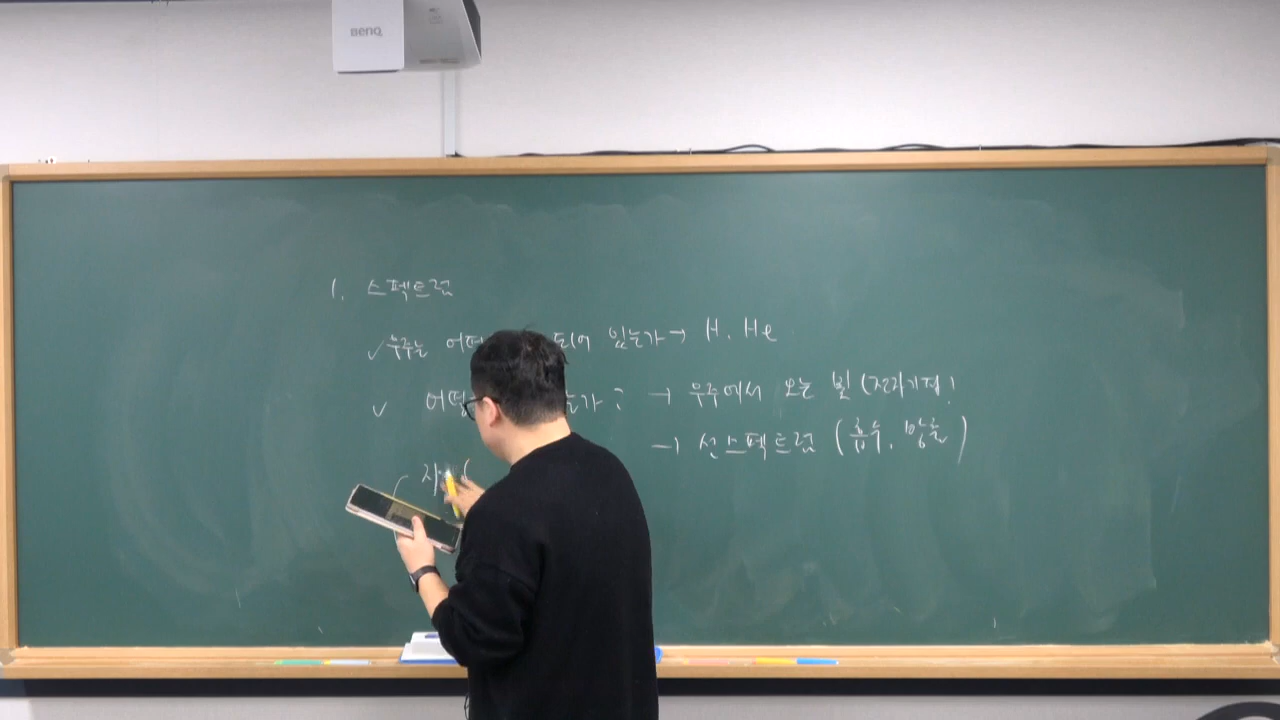 BenQ
1. 스펙트럼
✓우주는 어떠 되어 있는가 → H, He
✓ 어떻 는가? → 우주에서 오는 빛 (전자기파)
→ 선스펙트럼 (흡수, 방출)